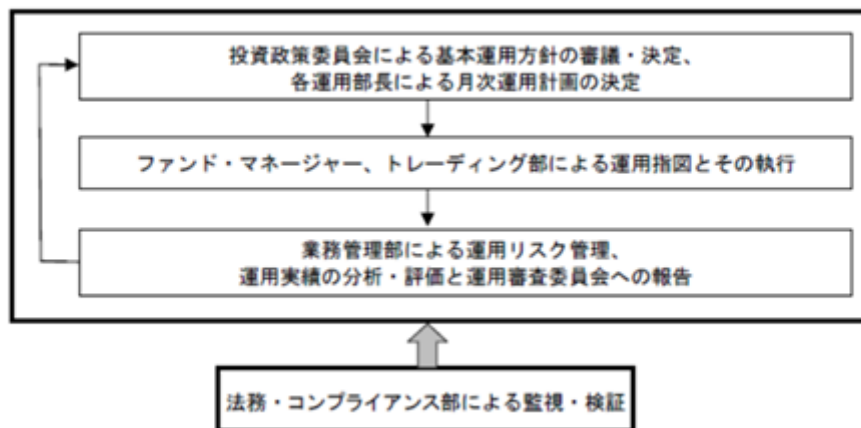 投資政策委員会による基本運用方針の審議・決定、
各運用部長による月次運用計画の決定
ファンド・マネージャー、トレーディング部による運用指図とその執行
業務管理部による運用リスク管理、
運用実績の分析・評価と運用審査委員会への報告
法務・コンプライアンス部による監視・検証